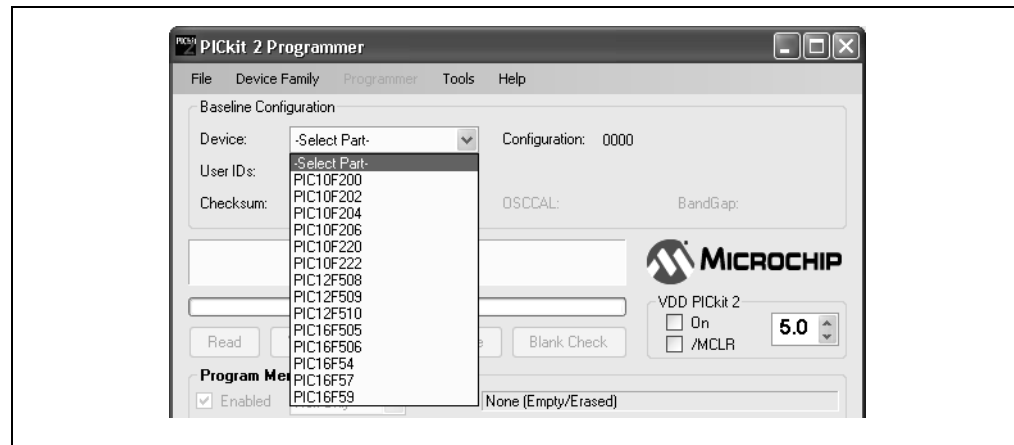 PICkit 2 Programmer
File Device Family Programmer Tools Help
Baseline Configuration
Device: -Select Part- Configuration: 0000
User IDs:
Checksum: OSCCAL: BandGap:
-Select Part-
PIC10F200
PIC10F202
PIC10F204
PIC10F206
PIC10F220
PIC10F222
PIC12F508
PIC12F509
PIC12F510
PIC16F505
PIC16F506
PIC16F54
PIC16F57
PIC16F59
MICROCHIP
VDD PICkit 2
On
/MCLR
5.0
Read Blank Check
Enabled None (Empty/Erased)